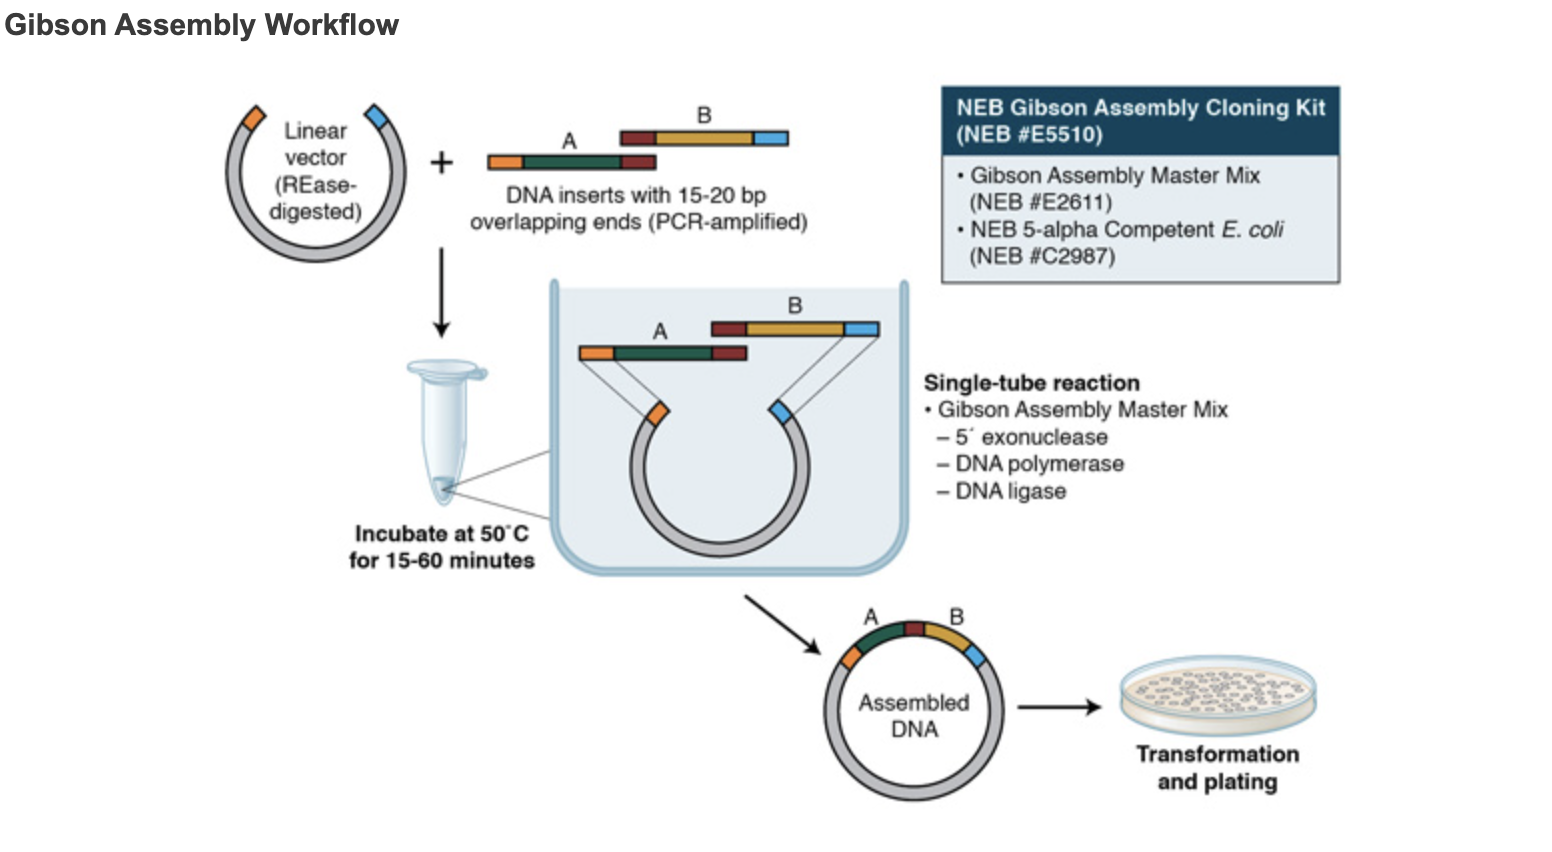 Gibson Assembly Workflow
Linear
vector
(REase-
digested)
+
A
B
DNA inserts with 15-20 bp
overlapping ends (PCR-amplified)
NEB Gibson Assembly Cloning Kit
(NEB #E5510)
• Gibson Assembly Master Mix
(NEB #E2611)
• NEB 5-alpha Competent E. coli
(NEB #C2987)
A
B
Incubate at 50˚C
for 15-60 minutes
Single-tube reaction
• Gibson Assembly Master Mix
– 5´ exonuclease
– DNA polymerase
– DNA ligase
A
B
Assembled
DNA
Transformation
and plating